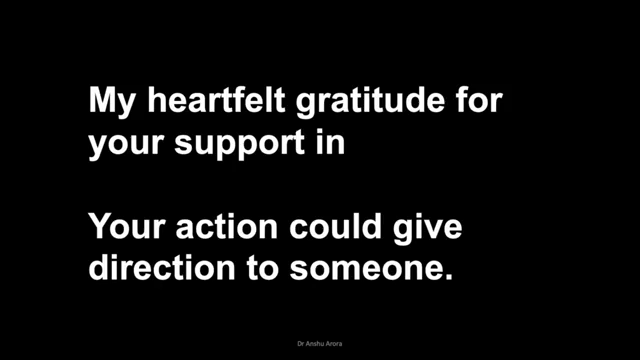 My heartfelt gratitude for
your support in
Your action could give
direction to someone.
Dr Anshu Arora